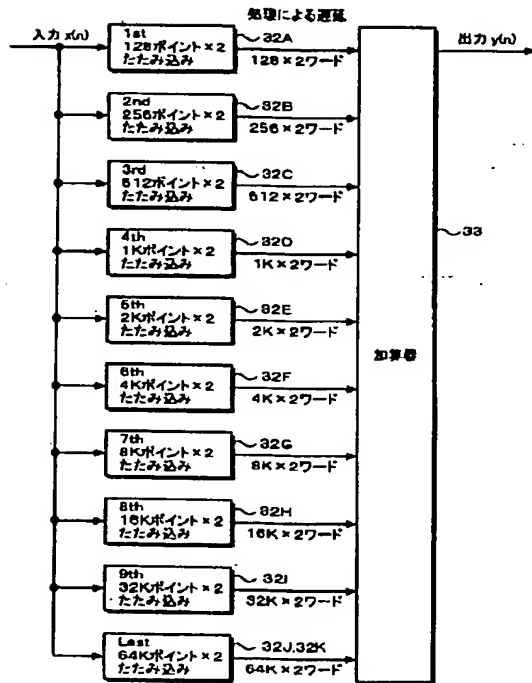 処理による遅延
入力 x(n)
1st
128ポイント×2
たたみ込み
32A
128×2ワード
出力 y(n)
2nd
256ポイント×2
たたみ込み
32B
256×2ワード
3rd
512ポイント×2
たたみ込み
32C
512×2ワード
33
4th
1Kポイント×2
たたみ込み
32D
1K×2ワード
5th
2Kポイント×2
たたみ込み
32E
2K×2ワード
加算器
6th
4Kポイント×2
たたみ込み
32F
4K×2ワード
7th
8Kポイント×2
たたみ込み
32G
8K×2ワード
8th
16Kポイント×2
たたみ込み
32H
16K×2ワード
9th
32Kポイント×2
たたみ込み
32I
32K×2ワード
Last
64Kポイント×2
たたみ込み
32J,32K
64K×2ワード